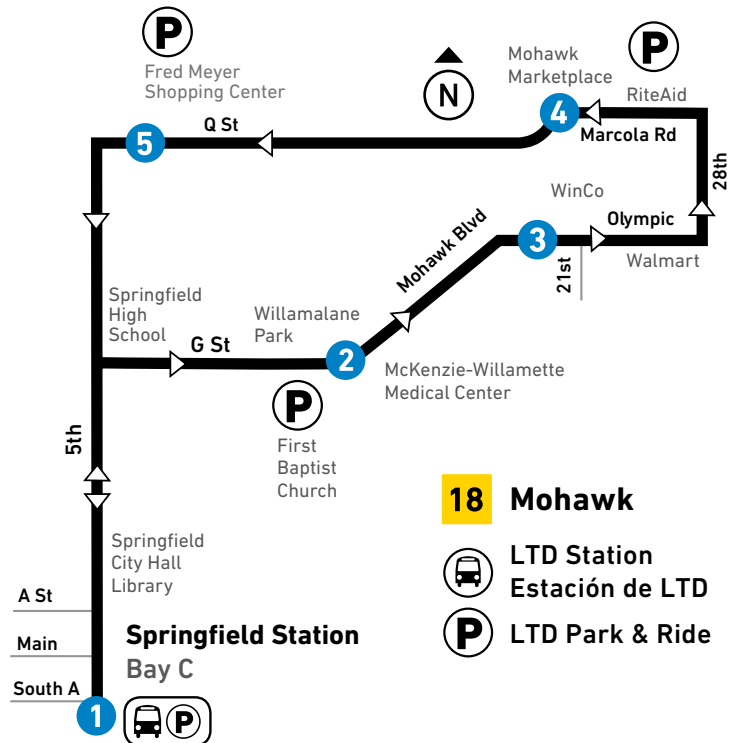 P
Fred Meyer
Shopping Center
N
Mohawk
Marketplace
P
RiteAid
4
Marcola Rd
Q St
5
28th
WinCo
Mohawk Blvd
3
Olympic
21st
Walmart
Springfield
High
School
Willamalane
Park
G St
2
McKenzie-Willamette
Medical Center
P
First
Baptist
Church
5th
18 Mohawk
LTD Station
Estación de LTD
P LTD Park & Ride
Springfield
City Hall
Library
A St
Main
South A
Springfield Station
Bay C
1
P